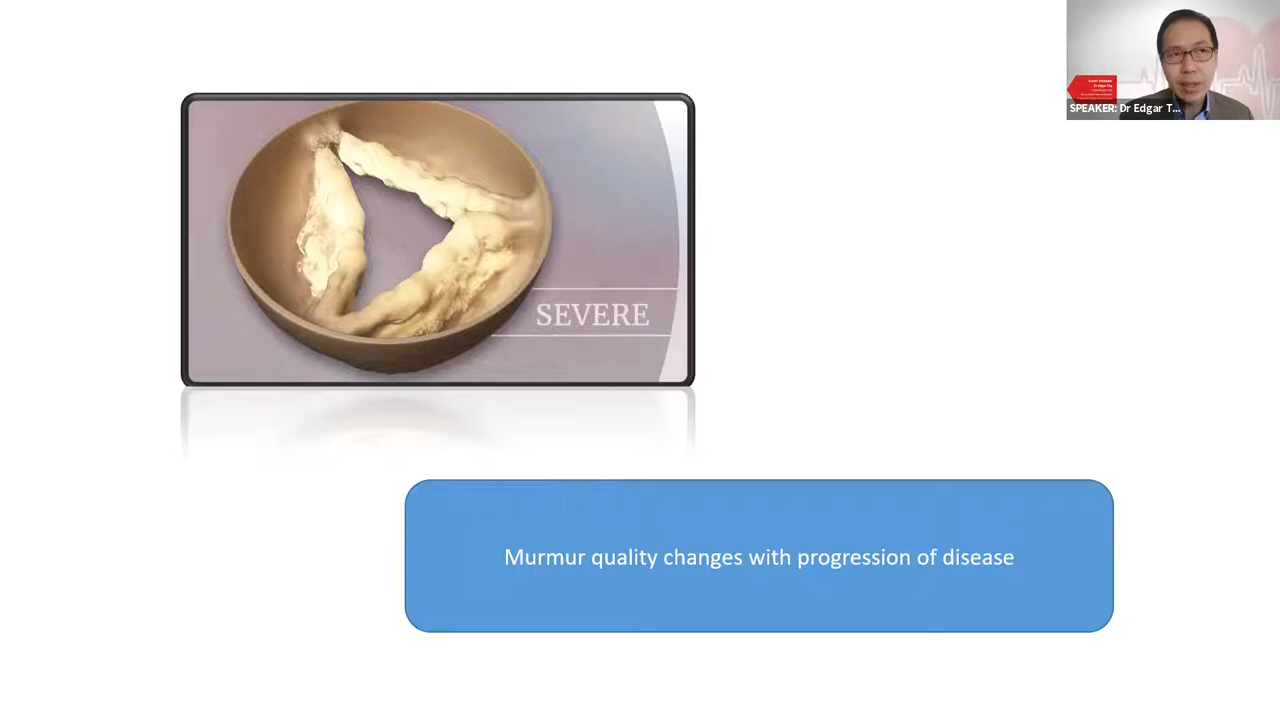 SPEAKER: Dr Edgar T...
SEVERE
Murmur quality changes with progression of disease